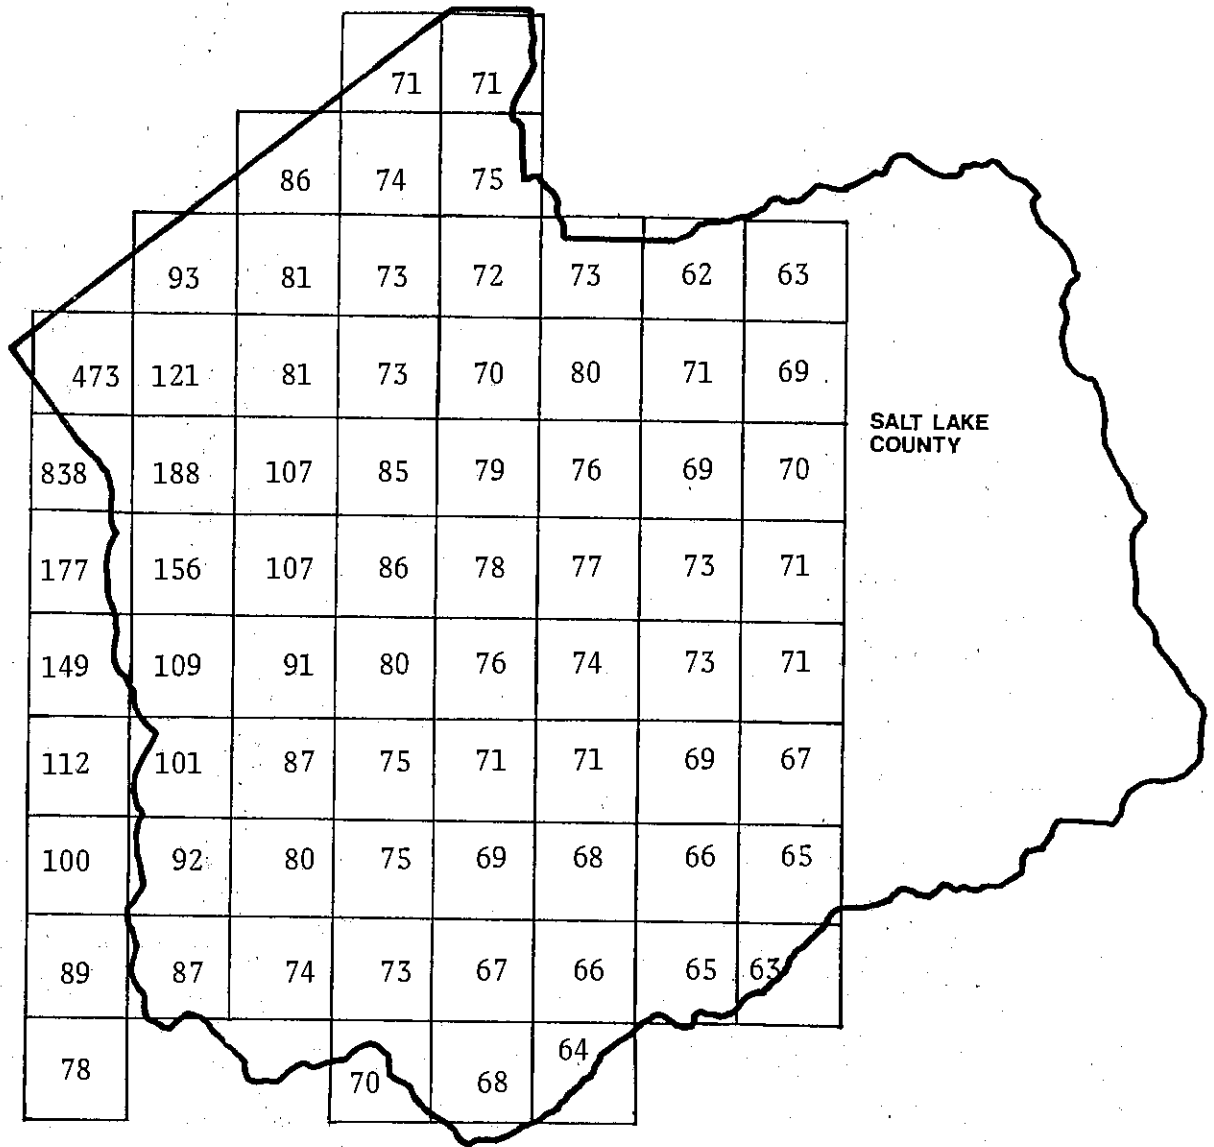 71 71
86 74 75
93 81 73 72 73 62 63
473 121 81 73 70 80 71 69
SALT LAKE
COUNTY
838 188 107 85 79 76 69 70
177 156 107 86 78 77 73 71
149 109 91 80 76 74 73 71
112 101 87 75 71 71 69 67
100 92 80 75 69 68 66 65
89 87 74 73 67 66 65 63
78 70 68 64